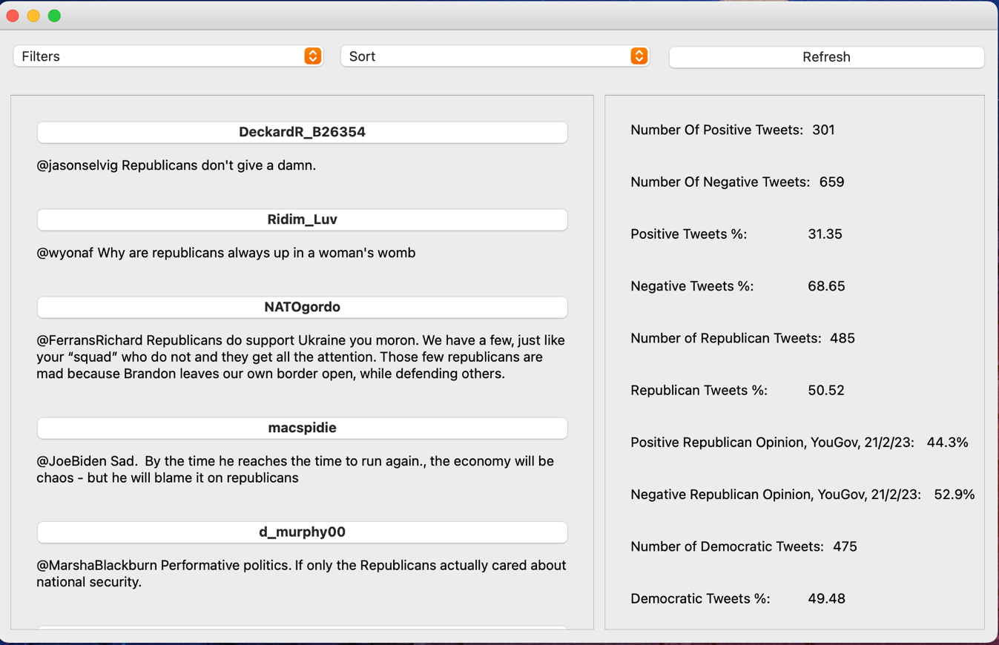 Filters
Sort
Refresh
DeckardR_B26354
@jasonselvig Republicans don't give a damn.
Ridim_Luv
@wyonaf Why are republicans always up in a woman's womb
NATOgordo
@FerransRichard Republicans do support Ukraine you moron. We have a few, just like
your “squad” who do not and they get all the attention. Those few republicans are
mad because Brandon leaves our own border open, while defending others.
macspidie
@JoeBiden Sad.  By the time he reaches the time to run again., the economy will be
chaos - but he will blame it on republicans
d_murphy00
@MarshaBlackburn Performative politics. If only the Republicans actually cared about
national security.
Number Of Positive Tweets: 301
Number Of Negative Tweets: 659
Positive Tweets %: 31.35
Negative Tweets %: 68.65
Number of Republican Tweets: 485
Republican Tweets %: 50.52
Positive Republican Opinion, YouGov, 21/2/23: 44.3%
Negative Republican Opinion, YouGov, 21/2/23: 52.9%
Number of Democratic Tweets: 475
Democratic Tweets %: 49.48